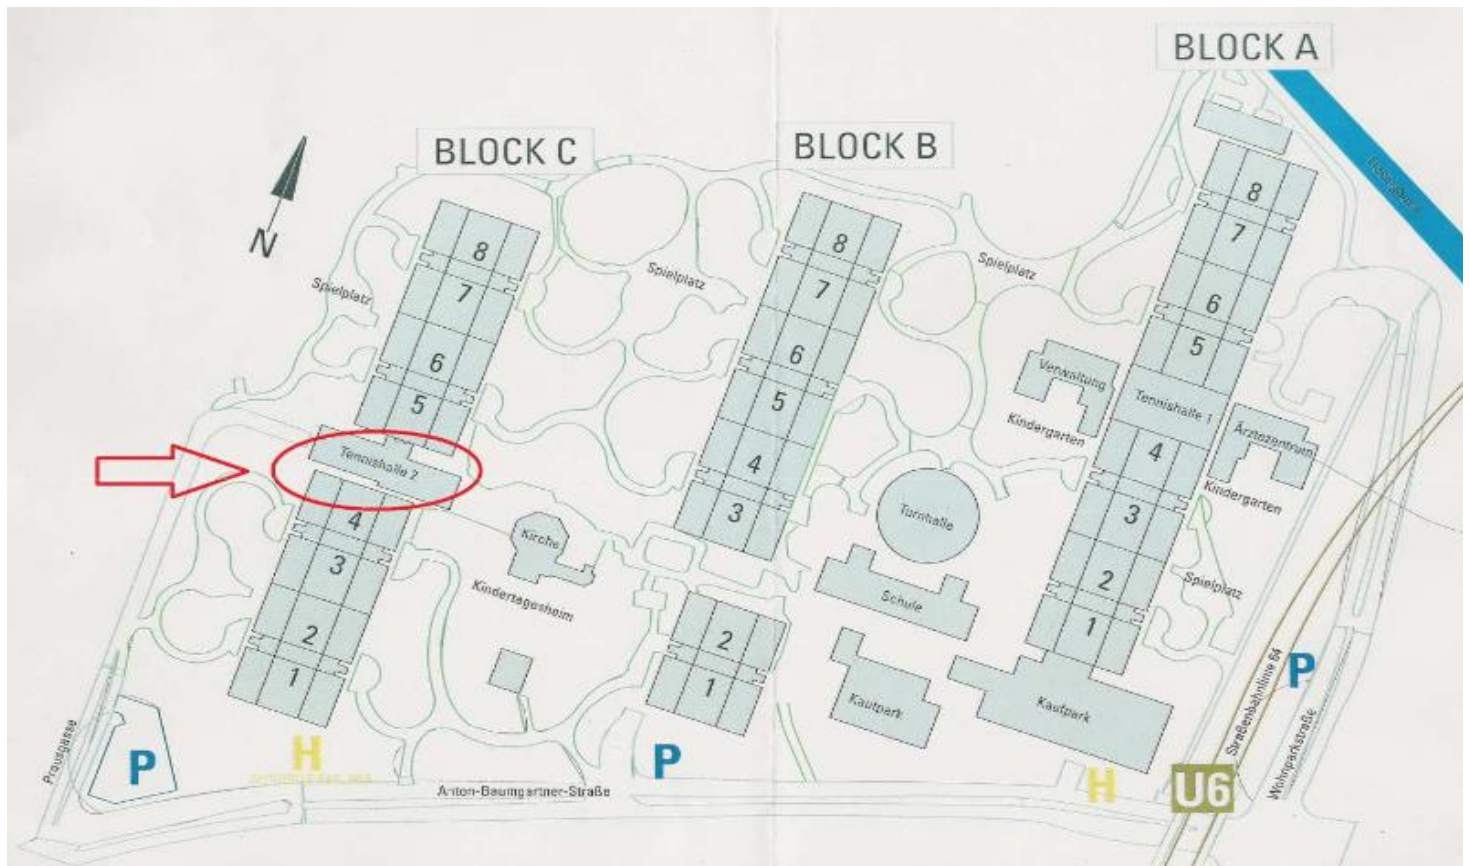 BLOCK A
BLOCK C
BLOCK B
N
8
7
6
5
Spielplatz
Tennishalle 2
4
3
2
1
Kirche
Kindertagesheim
Spielplatz
8
7
6
5
4
3
2
1
Spielplatz
8
7
6
5
Tennishalle 1
4
3
2
1
Verwaltung
Kindergarten
Ärztezentrum
Kindergarten
Turnhalle
Schule
Spielplatz
Kaufpark
Kaufpark
Prousgasse
P
H
P
Anton-Baumgartner-Straße
H
U6
Straßenbahnlinie 64
Wohnparkstraße
P